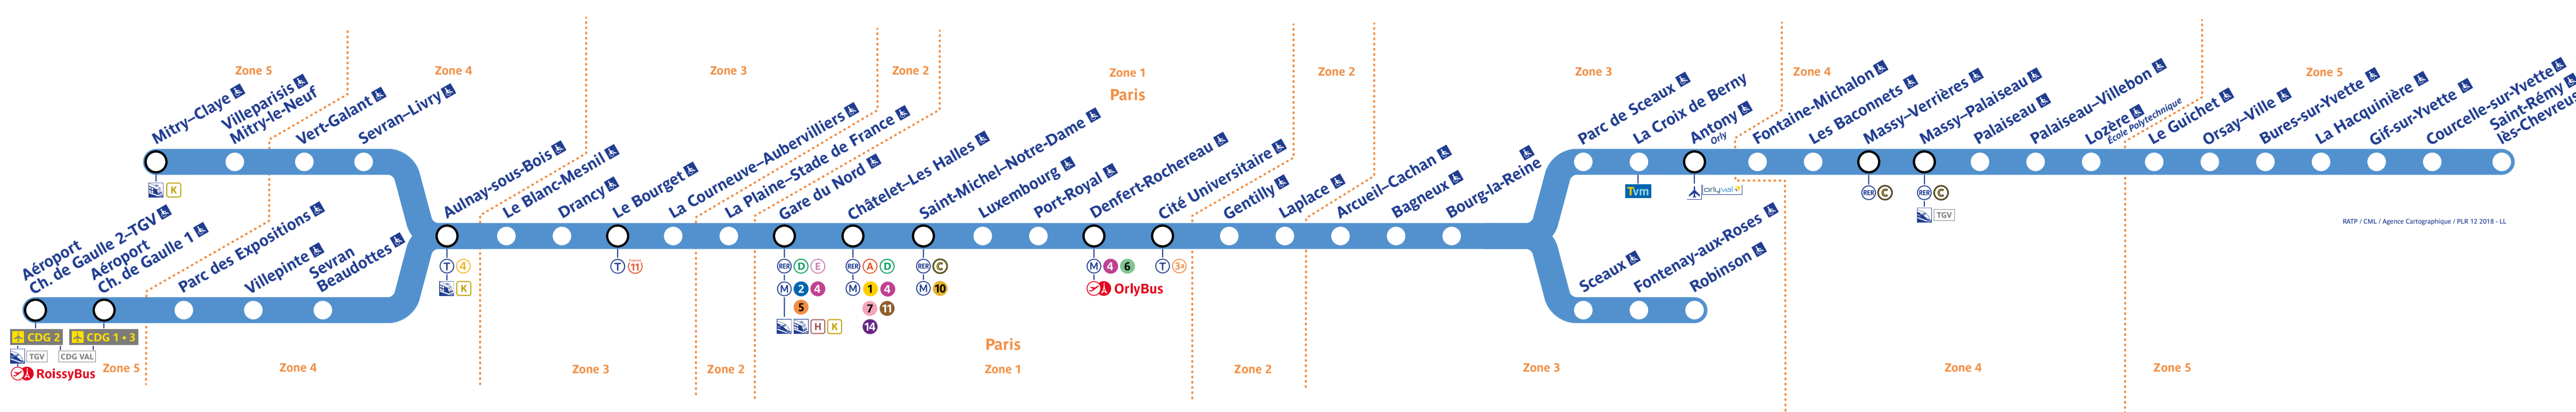 Zone 5
Zone 4
Zone 3
Zone 2
Zone 1
Paris
Zone 2
Zone 3
Zone 4
Zone 5
Mitry–Claye
Villeparisis
Mitry-le-Neuf
Vert-Galant
Sevran–Livry
K
Aéroport
Ch. de Gaulle 2–TGV
Aéroport
Ch. de Gaulle 1
Parc des Expositions
Villepinte
Sevran
Beaudottes
CDG 2
CDG 1 • 3
TGV
CDG VAL
RoissyBus
Aulnay-sous-Bois
T 4
K
Le Blanc-Mesnil
Drancy
Le Bourget
T 11
La Courneuve–Aubervilliers
La Plaine–Stade de France
Gare du Nord
RER D E
M 2 4
5
H K
Châtelet–Les Halles
RER A D
M 1 4
7 11
14
Saint-Michel–Notre-Dame
RER C
M 10
Luxembourg
Port-Royal
Denfert-Rochereau
M 4 6
OrlyBus
Cité Universitaire
T 3a
Gentilly
Laplace
Arcueil–Cachan
Bagneux
Bourg-la-Reine
Parc de Sceaux
La Croix de Berny
Tvm
Antony
Orly
orlyval
Fontaine-Michalon
Les Baconnets
Massy–Verrières
RER C
Massy–Palaiseau
RER C
TGV
Palaiseau
Palaiseau–Villebon
Lozère
École Polytechnique
Le Guichet
Orsay-Ville
Bures-sur-Yvette
La Hacquinière
Gif-sur-Yvette
Courcelle-sur-Yvette
Saint-Rémy
lès-Chevreuse
Sceaux
Fontenay-aux-Roses
Robinson
RATP / CML / Agence Cartographique / PLR 12 2018 - LL
Zone 5
Zone 4
Zone 3
Zone 2
Paris
Zone 1
Zone 2
Zone 3
Zone 4
Zone 5